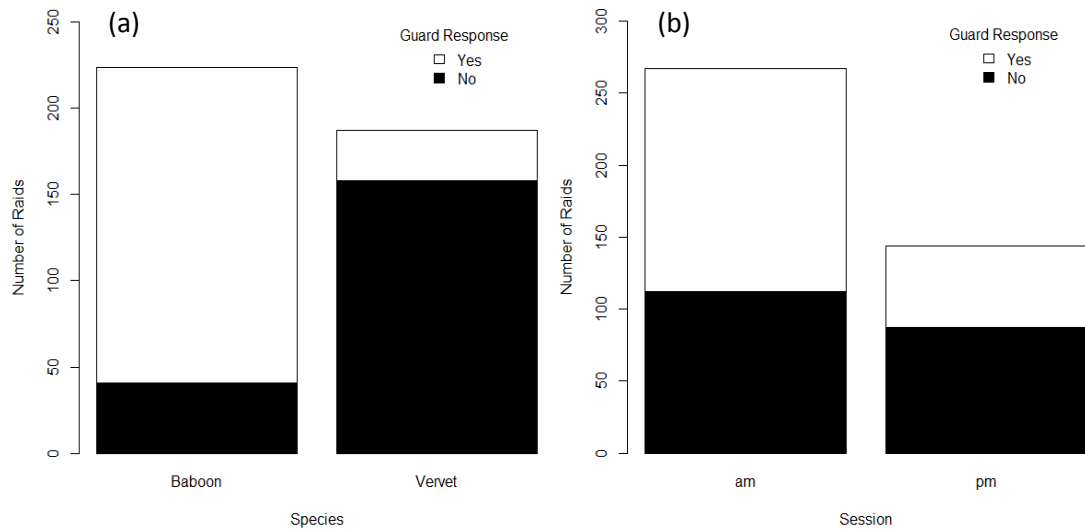 (a)
Guard Response
Yes
No
250
200
150
100
50
0
Number of Raids
Baboon
Vervet
Species
(b)
Guard Response
Yes
No
300
250
200
150
100
50
0
Number of Raids
am
pm
Session